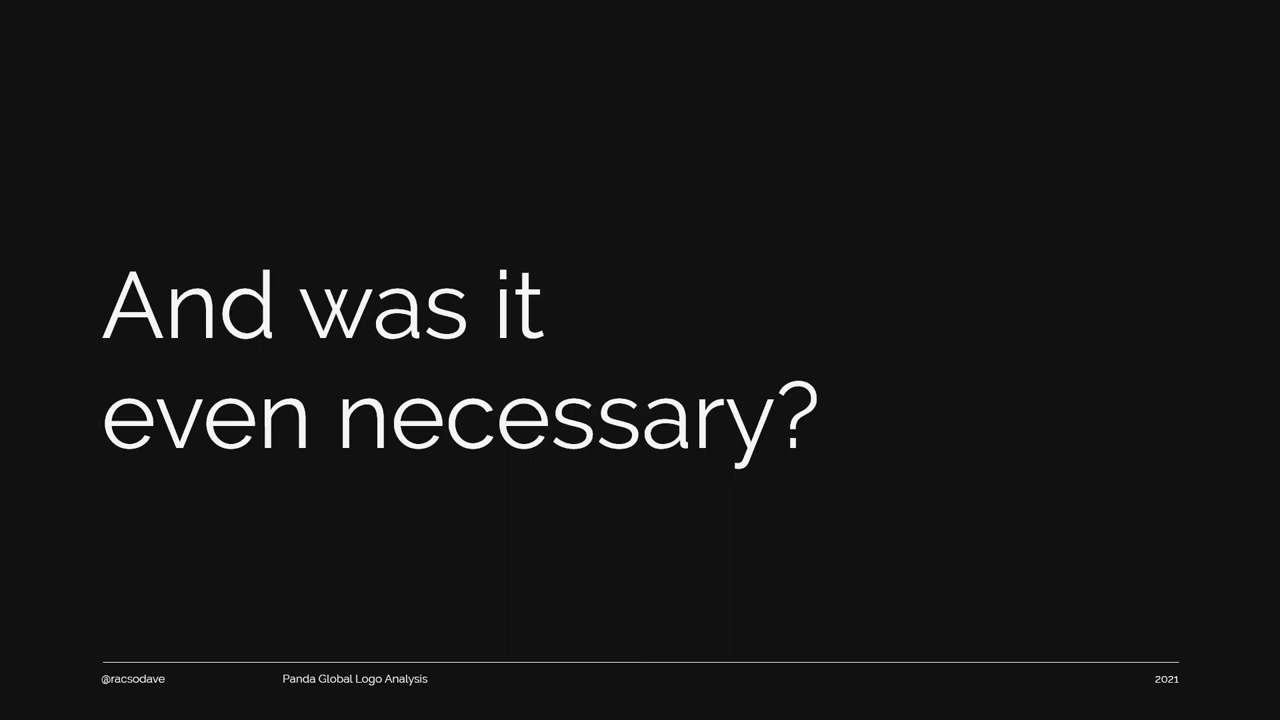 And was it
even necessary?
@racsodave Panda Global Logo Analysis 2021